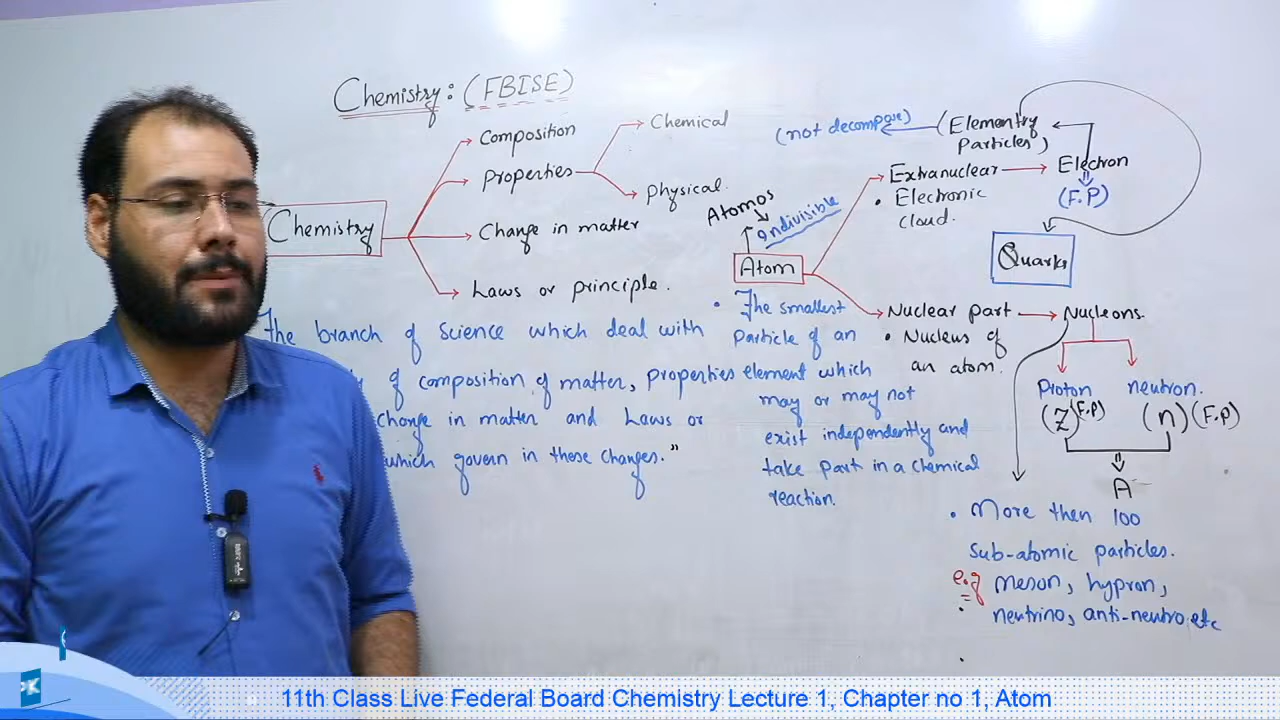 Chemistry: (FBISE)
Chemistry
Composition
Properties
Chemical
Physical.
Change in matter
Laws or principle.
The branch of science which deal with
of composition of matter, properties
change in matter and Laws or
which govern in these changes."
Atomos
Indivisible
Atom
• The smallest
Particle of an
element which
may or may not
exist independently and
take part in a chemical
reaction.
(not decompose)
(Elementry
Particles)
Extranuclear
Electron
(F.P)
• Electronic
cloud.
Quarks
Nuclear part
Nucleons.
• Nucleus of
an atom.
Proton
neutron.
(Z)(F.P)
(n)(F.P)
A
• More then 100
sub-atomic particles.
e.g meson, hypron,
neutrino, anti-neutro etc
PK
11th Class Live Federal Board Chemistry Lecture 1, Chapter no 1, Atom